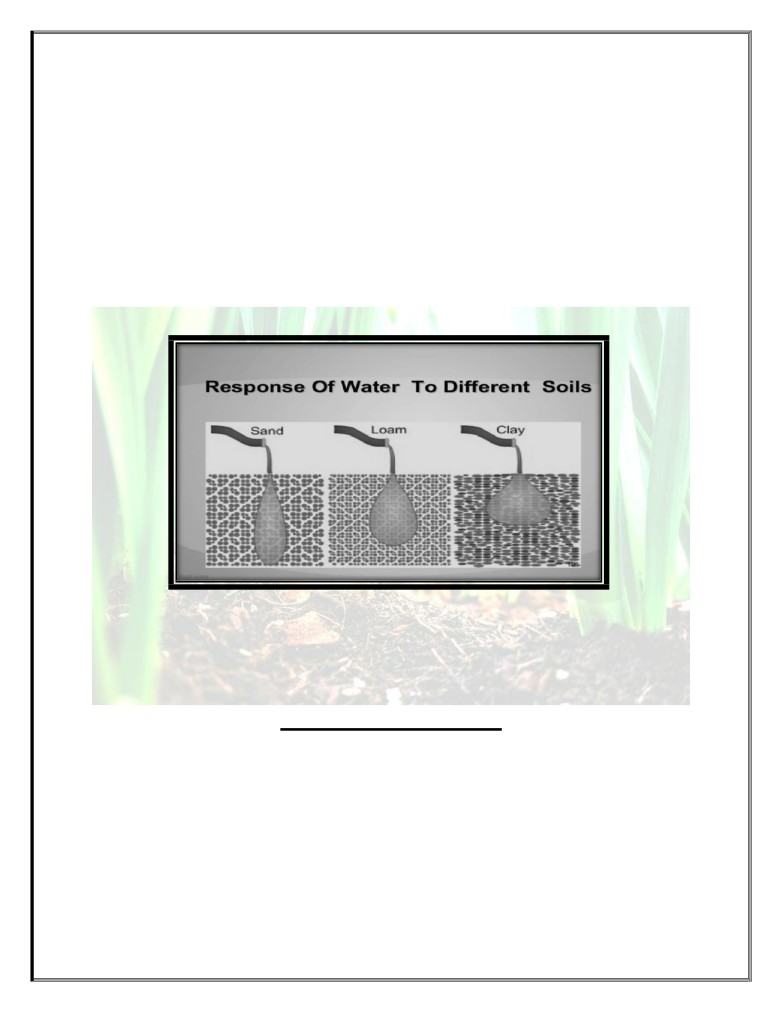 Response Of Water To Different Soils
Sand Loam Clay